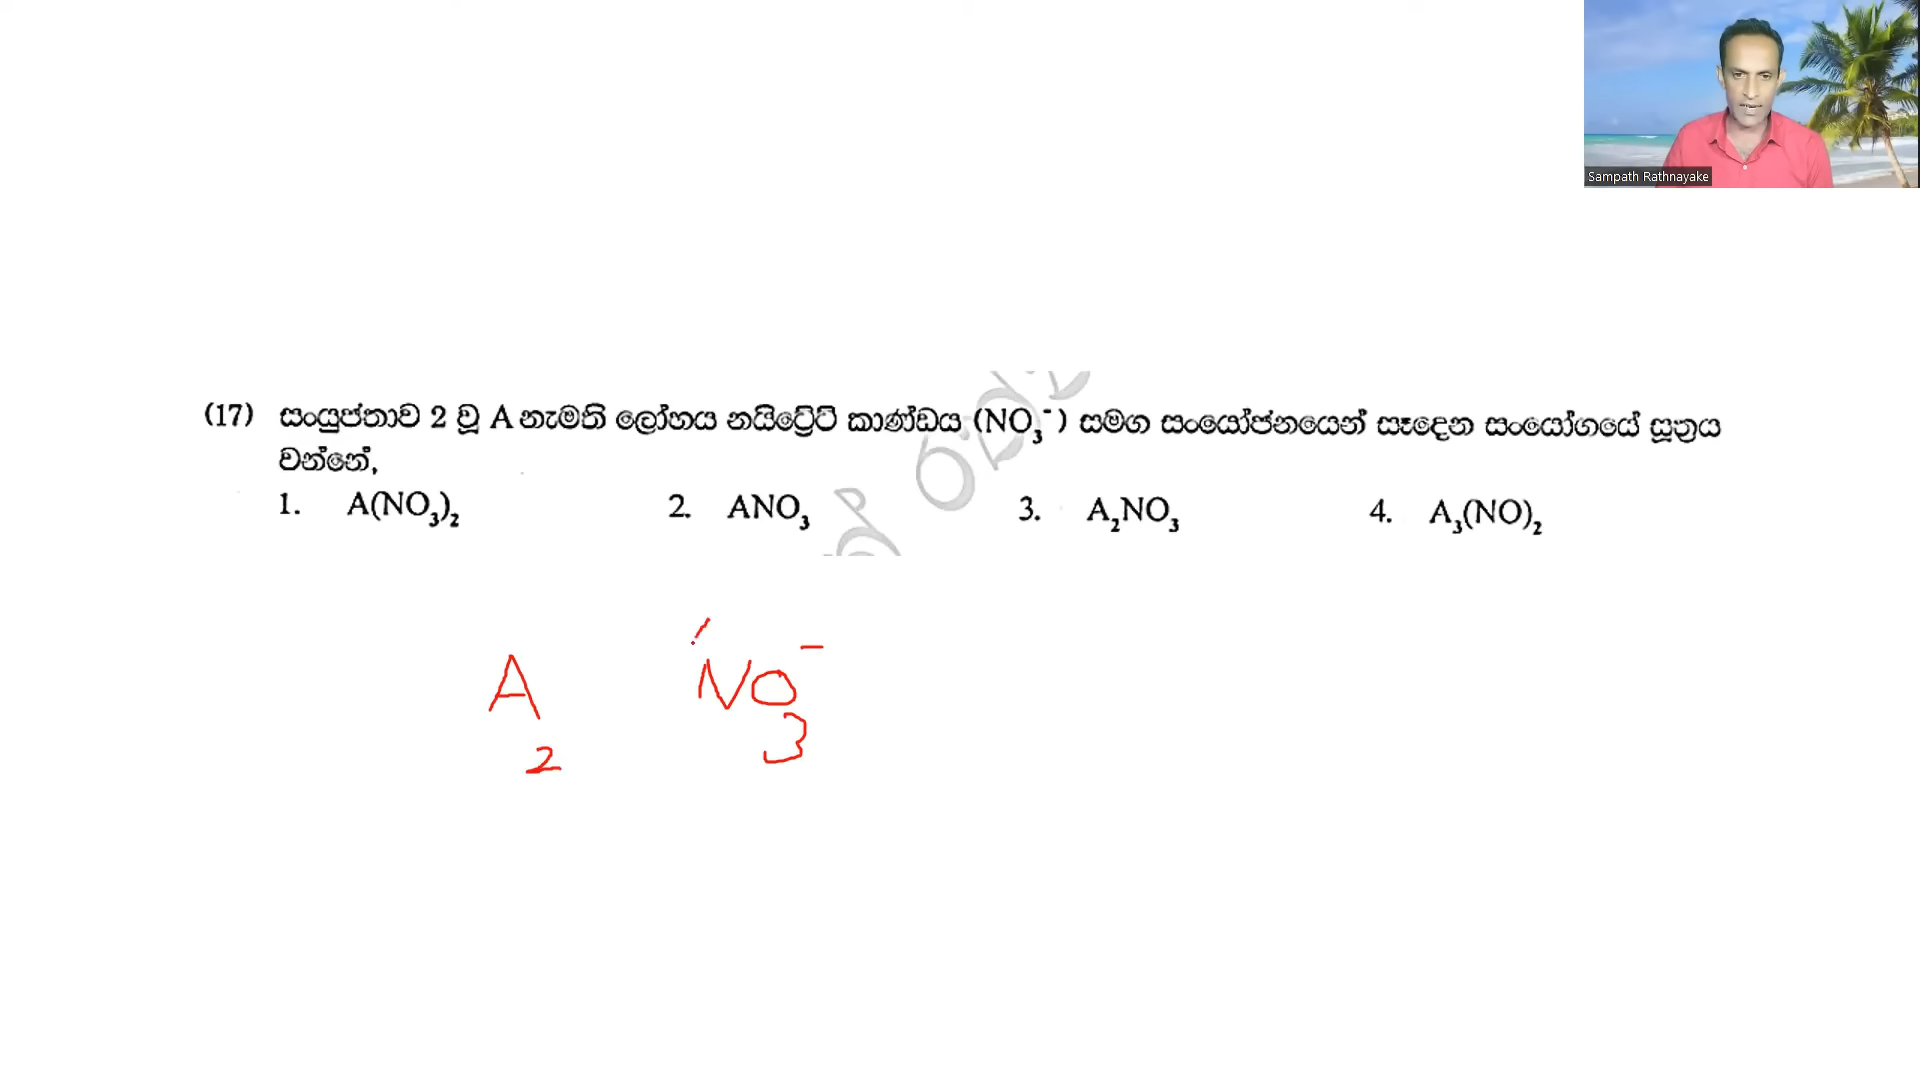 Sampath Rathnayake
(17) සංයුජතාව 2 වූ A නැමති ලෝහය නයිට්‍රේට් කාණ්ඩය (NO₃⁻) සමග සංයෝජනයෙන් සෑදෙන සංයෝගයේ සූත්‍රය
වන්නේ,
1. A(NO₃)₂ 2. ANO₃ 3. A₂NO₃ 4. A₃(NO)₂
A NO₃⁻
2